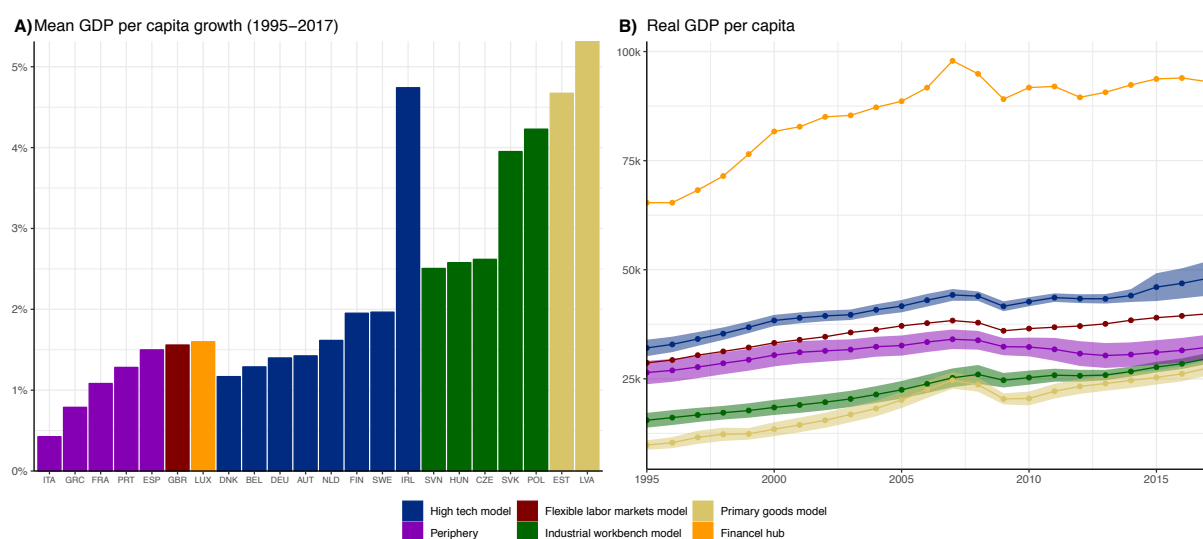 A) Mean GDP per capita growth (1995−2017)
5%
4%
3%
2%
1%
0%
ITA GRC FRA PRT ESP GBR LUX DNK BEL DEU AUT NLD FIN SWE IRL SVN HUN CZE SVK POL EST LVA
B) Real GDP per capita
100k
75k
50k
25k
1995 2000 2005 2010 2015
High tech model Flexible labor markets model Primary goods model
Periphery Industrial workbench model Financel hub